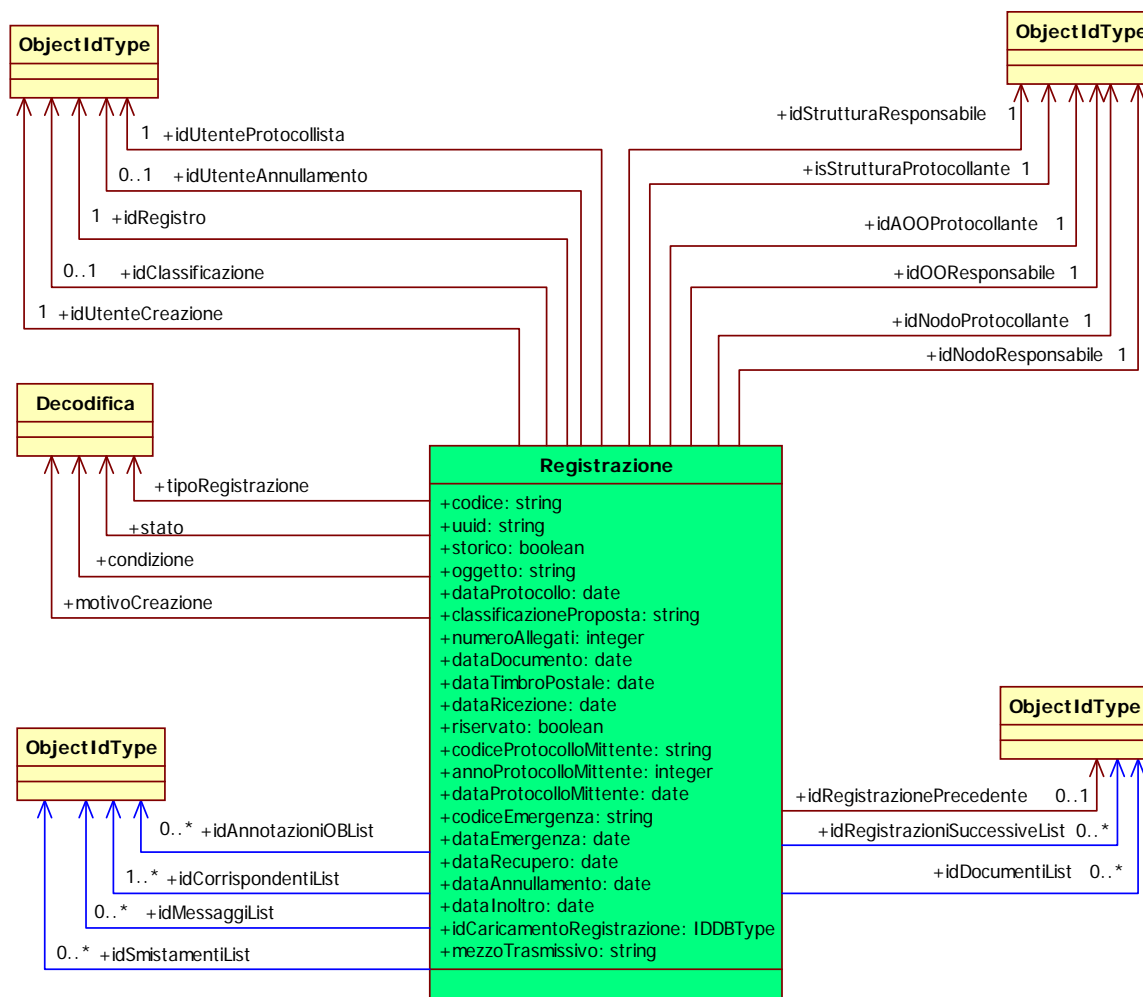 ObjectIdType
ObjectIdType
1 +idUtenteProtocollista
+idStrutturaResponsabile 1
0..1 +idUtenteAnnullamento
+isStrutturaProtocollante 1
1 +idRegistro
+idAOOProtocollante 1
0..1 +idClassificazione
+idOOResponsabile 1
1 +idUtenteCreazione
+idNodoProtocollante 1
+idNodoResponsabile 1
Decodifica
+tipoRegistrazione
+stato
+condizione
+motivoCreazione
Registrazione
+codice: string
+uuid: string
+storico: boolean
+oggetto: string
+dataProtocollo: date
+classificazioneProposta: string
+numeroAllegati: integer
+dataDocumento: date
+dataTimbroPostale: date
+dataRicezione: date
+riservato: boolean
+codiceProtocolloMittente: string
+annoProtocolloMittente: integer
+dataProtocolloMittente: date
+codiceEmergenza: string
+dataEmergenza: date
+dataRecupero: date
+dataAnnullamento: date
+dataInoltro: date
+idCaricamentoRegistrazione: IDDBType
+mezzoTrasmissivo: string
ObjectIdType
0..* +idAnnotazioniOBList
1..* +idCorrispondentiList
0..* +idMessaggiList
0..* +idSmistamentiList
ObjectIdType
+idRegistrazionePrecedente 0..1
+idRegistrazioniSuccessiveList 0..*
+idDocumentiList 0..*